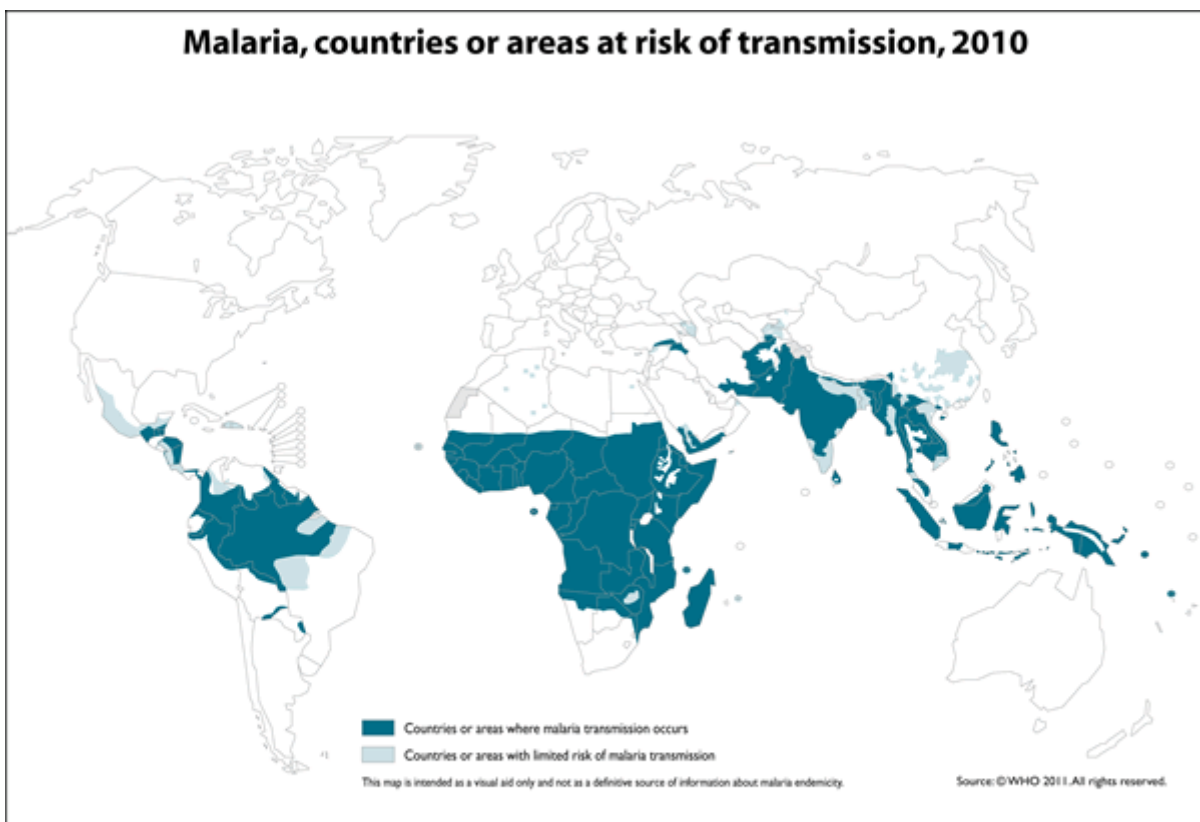 Malaria, countries or areas at risk of transmission, 2010
Countries or areas where malaria transmission occurs
Countries or areas with limited risk of malaria transmission
This map is intended as a visual aid only and not as a definitive source of information about malaria endemicity.
Source: © WHO 2011. All rights reserved.